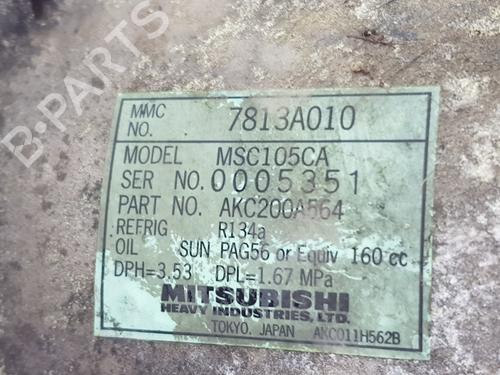 B-PARTS
MMC NO. 7813A010
MODEL MSC105CA
SER NO. 0005351
PART NO. AKC200A564
REFRIG R134a
OIL SUN PAG56 or Equiv 160 cc
DPH=3.53 DPL=1.67 MPa
MITSUBISHI
HEAVY INDUSTRIES, LTD.
TOKYO, JAPAN AKC011H562B